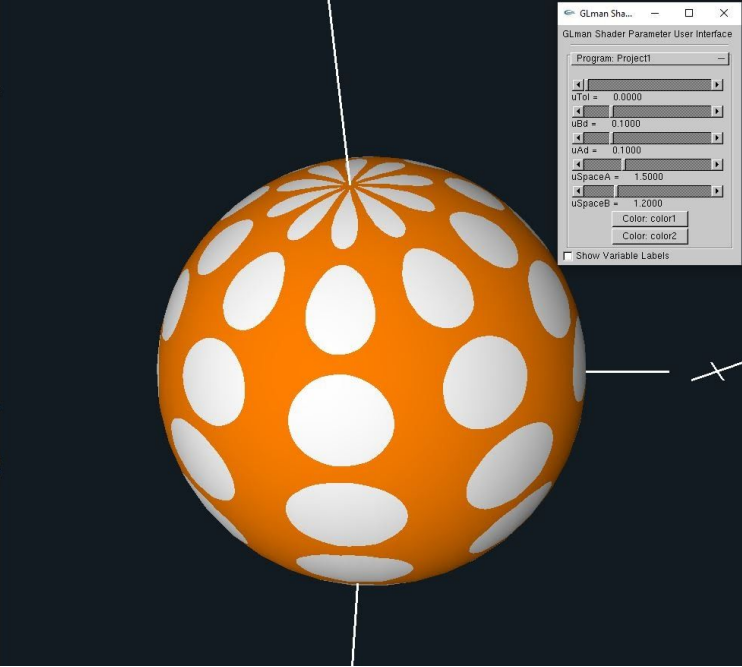 GLman Sha...
GLman Shader Parameter User Interface
Program: Project1
uTol = 0.0000
uBd = 0.1000
uAd = 0.1000
uSpaceA = 1.5000
uSpaceB = 1.2000
Color: color1
Color: color2
Show Variable Labels
X